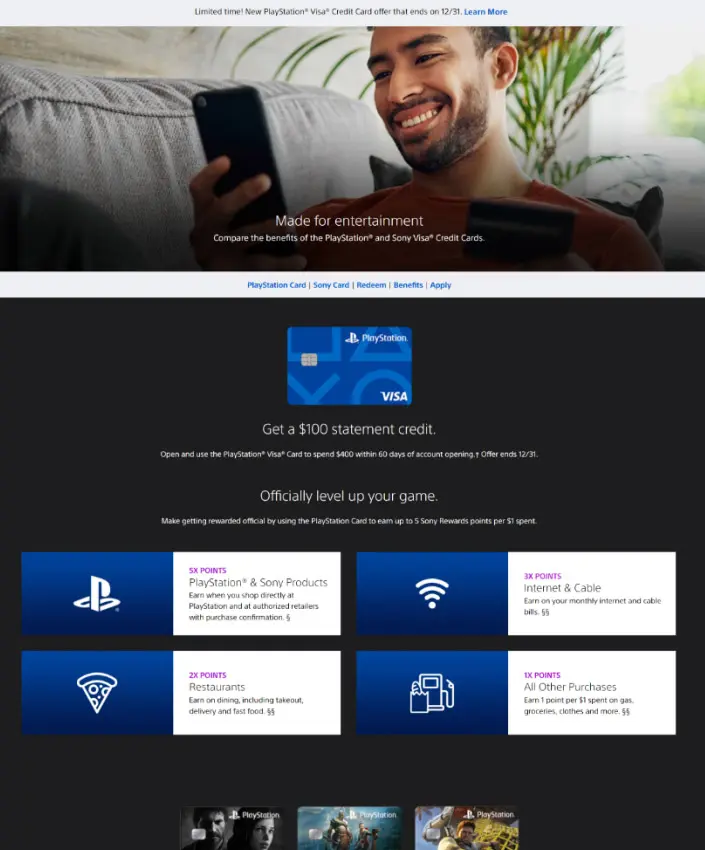 Limited time! New PlayStation® Visa® Credit Card offer that ends on 12/31. Learn More
Made for entertainment
Compare the benefits of the PlayStation® and Sony Visa® Credit Cards.
PlayStation Card | Sony Card | Redeem | Benefits | Apply
PlayStation.
VISA
Get a $100 statement credit.
Open and use the PlayStation® Visa® Card to spend $400 within 60 days of account opening.† Offer ends 12/31.
Officially level up your game.
Make getting rewarded official by using the PlayStation Card to earn up to 5 Sony Rewards points per $1 spent.
5X POINTS
PlayStation® & Sony Products
Earn when you shop directly at
PlayStation and at authorized retailers
with purchase confirmation. §
3X POINTS
Internet & Cable
Earn on your monthly internet and cable
bills. §§
2X POINTS
Restaurants
Earn on dining, including takeout,
delivery and fast food. §§
1X POINTS
All Other Purchases
Earn 1 point per $1 spent on gas,
groceries, clothes and more. §§
PlayStation.
PlayStation.
PlayStation.